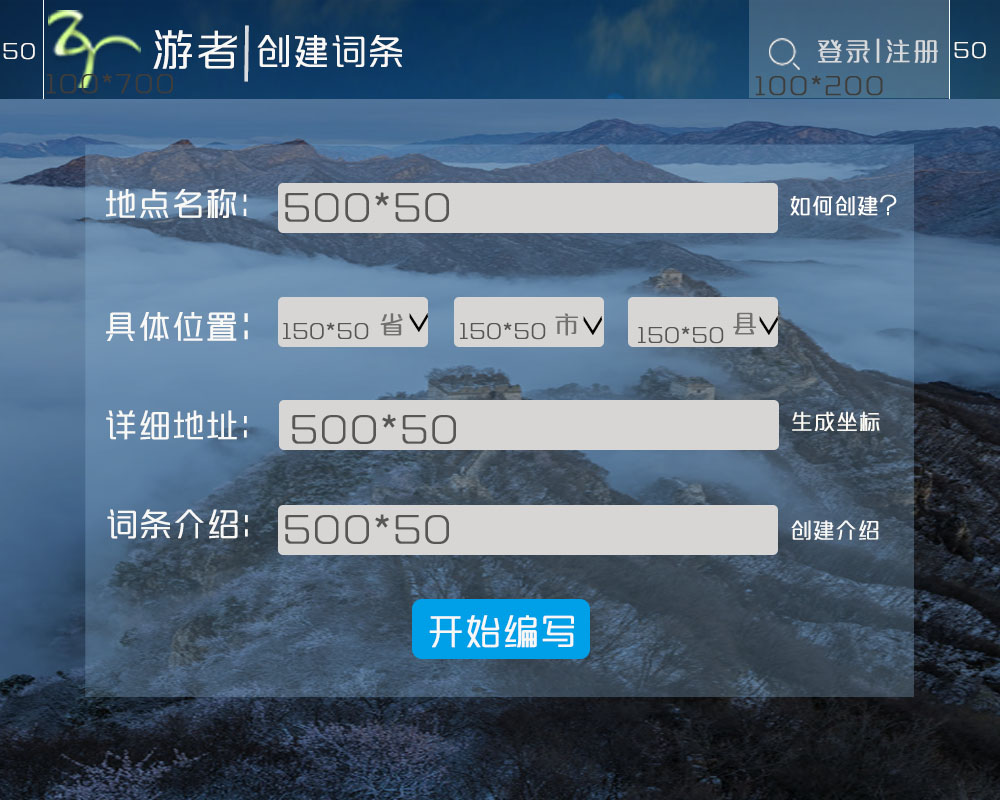 50
游者|创建词条
100*700
登录|注册
100*200
50
地点名称:
500*50
如何创建?
具体位置:
150*50 省
150*50 市
150*50 县
详细地址:
500*50
生成坐标
词条介绍:
500*50
创建介绍
开始编写